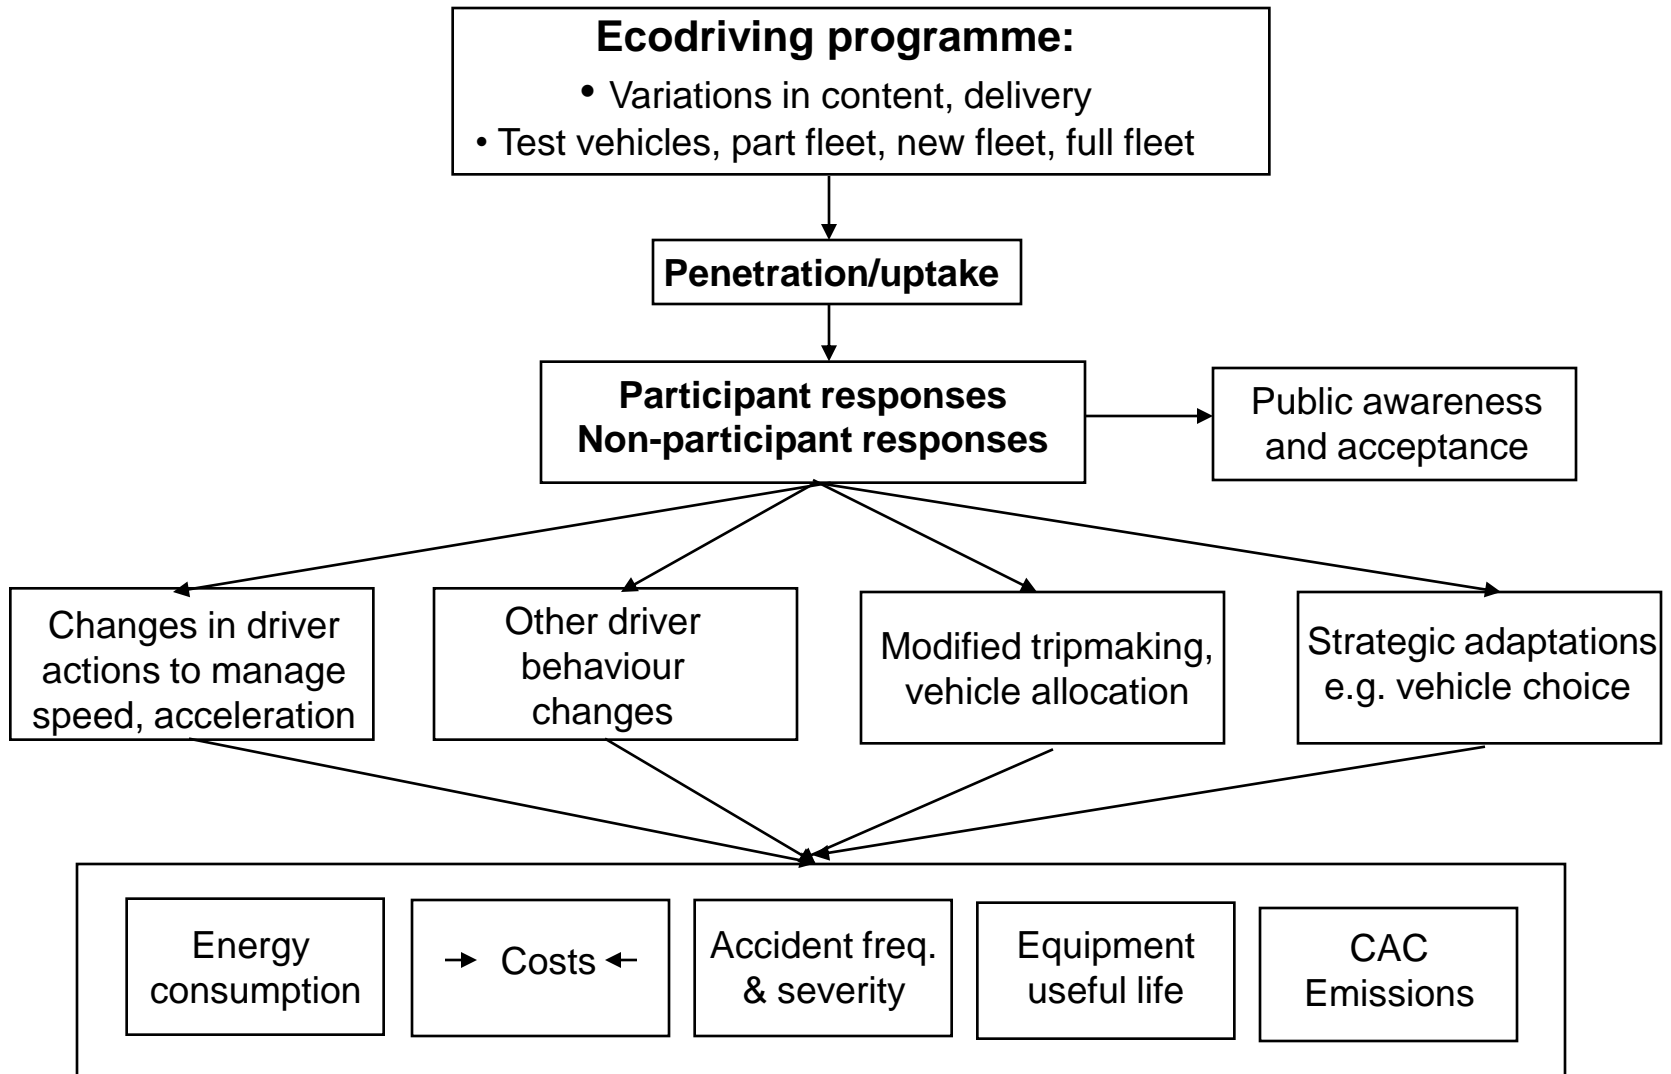 Ecodriving programme:
• Variations in content, delivery
• Test vehicles, part fleet, new fleet, full fleet
Penetration/uptake
Participant responses
Non-participant responses
Public awareness
and acceptance
Changes in driver
actions to manage
speed, acceleration
Other driver
behaviour
changes
Modified tripmaking,
vehicle allocation
Strategic adaptations
e.g. vehicle choice
Energy
consumption
Costs
Accident freq.
& severity
Equipment
useful life
CAC
Emissions